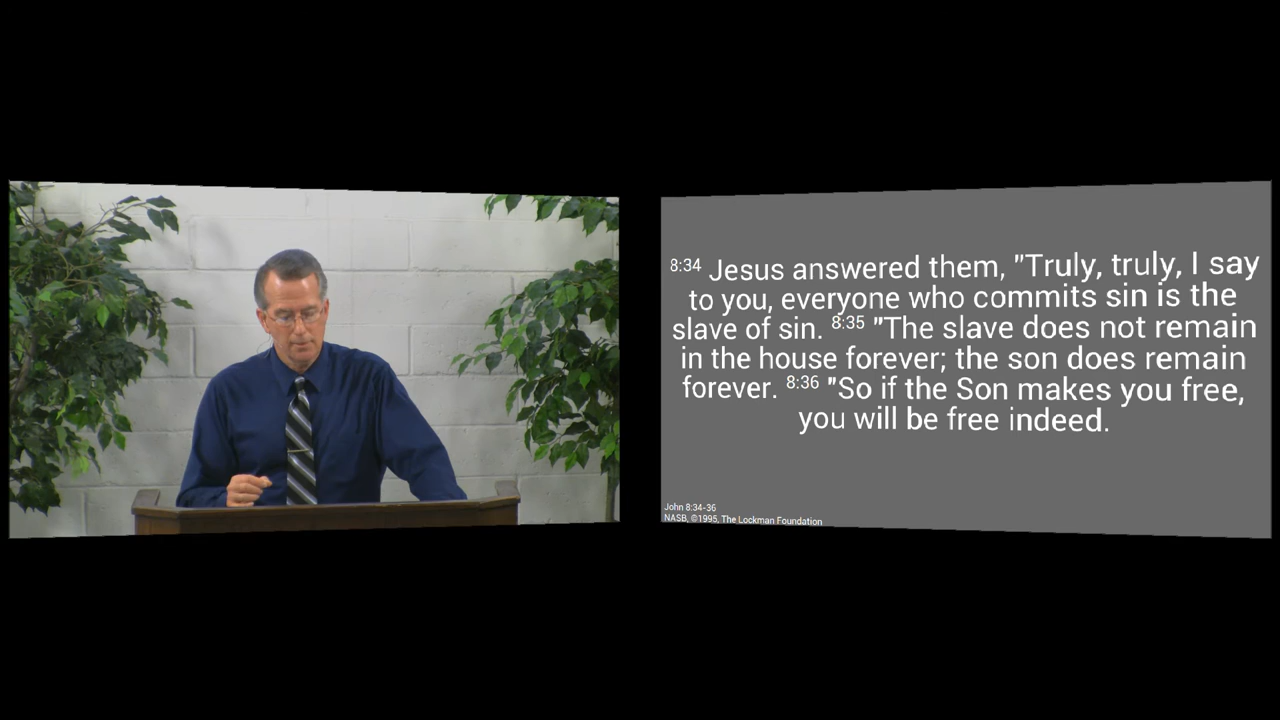 8:34 Jesus answered them, "Truly, truly, I say
to you, everyone who commits sin is the
slave of sin. 8:35 "The slave does not remain
in the house forever; the son does remain
forever. 8:36 "So if the Son makes you free,
you will be free indeed.
John 8:34-36
NASB, ©1995, The Lockman Foundation